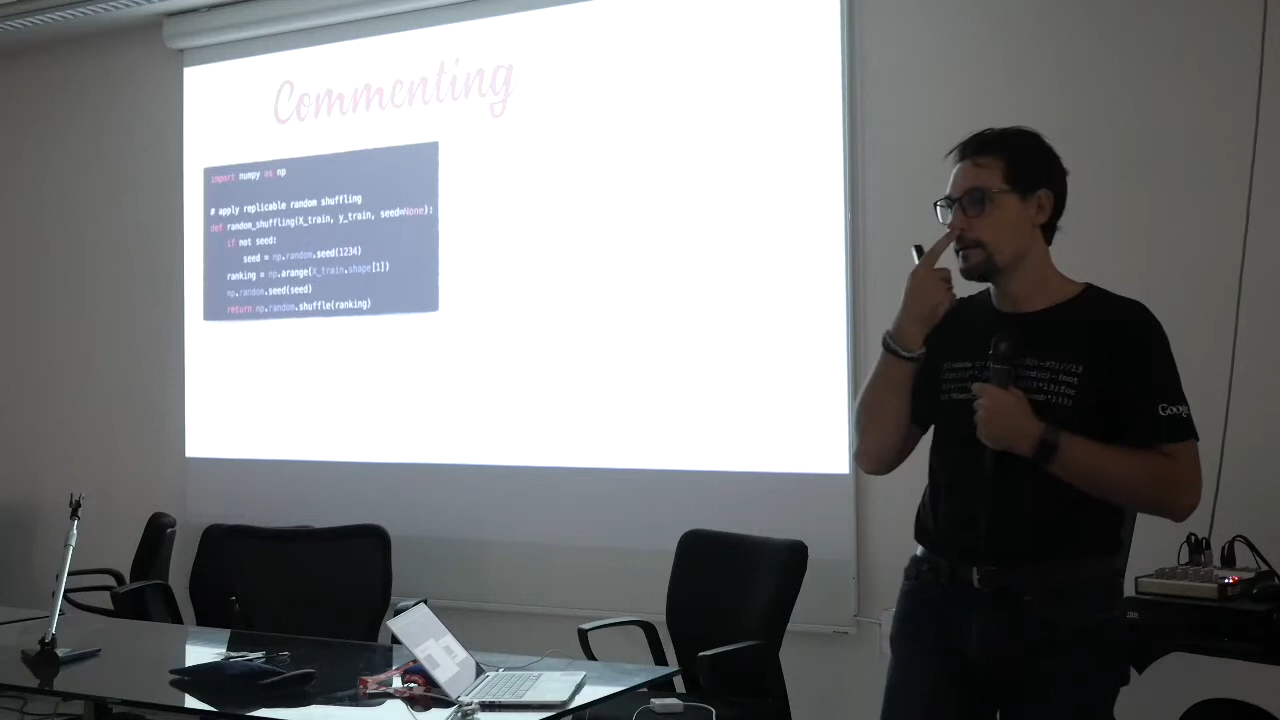 Commenting
import numpy as np
# apply replicable random shuffling
def random_shuffling(X_train, y_train, seed=None):
if not seed:
seed = np.random.seed(1234)
ranking = np.arange(X_train.shape[1])
np.random.seed(seed)
return np.random.shuffle(ranking)
Google